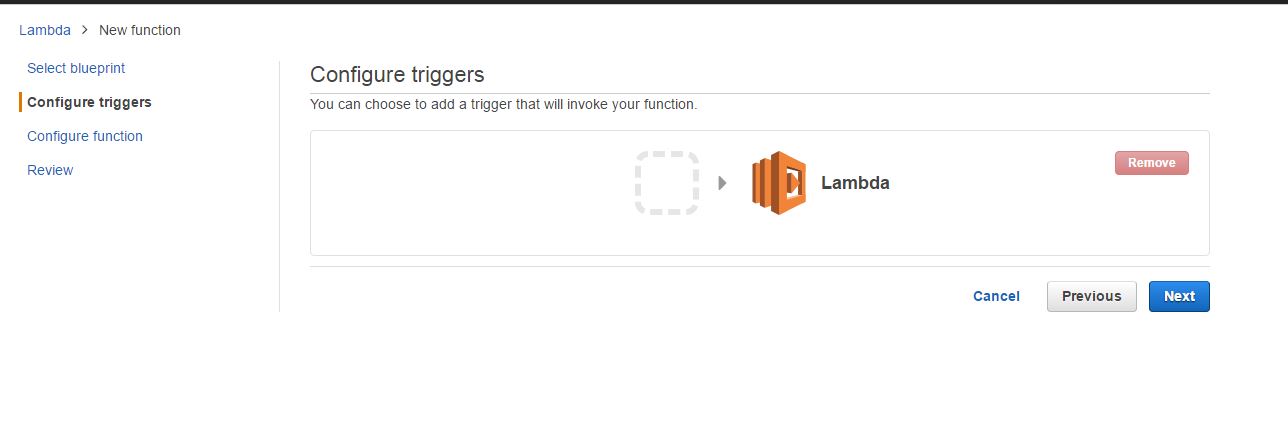 Lambda > New function
Select blueprint
Configure triggers
Configure function
Review
Configure triggers
You can choose to add a trigger that will invoke your function.
Lambda
Remove
Cancel
Previous
Next